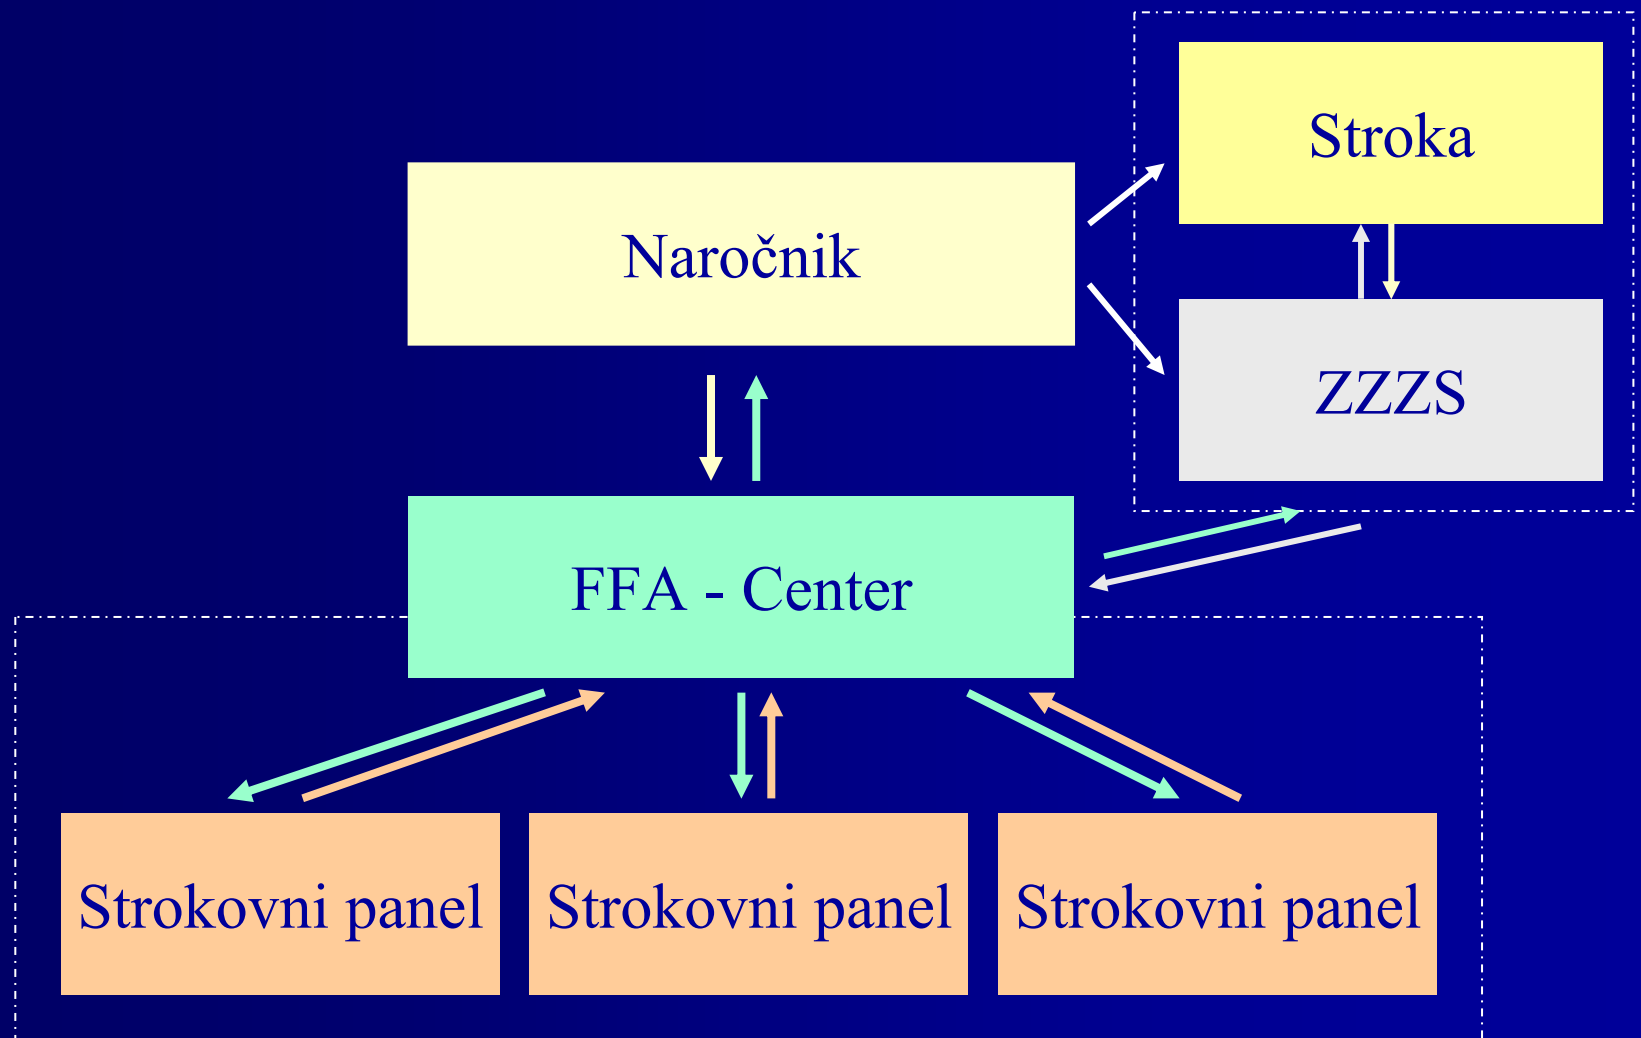 Stroka
Naročnik
ZZZS
FFA - Center
Strokovni panel
Strokovni panel
Strokovni panel